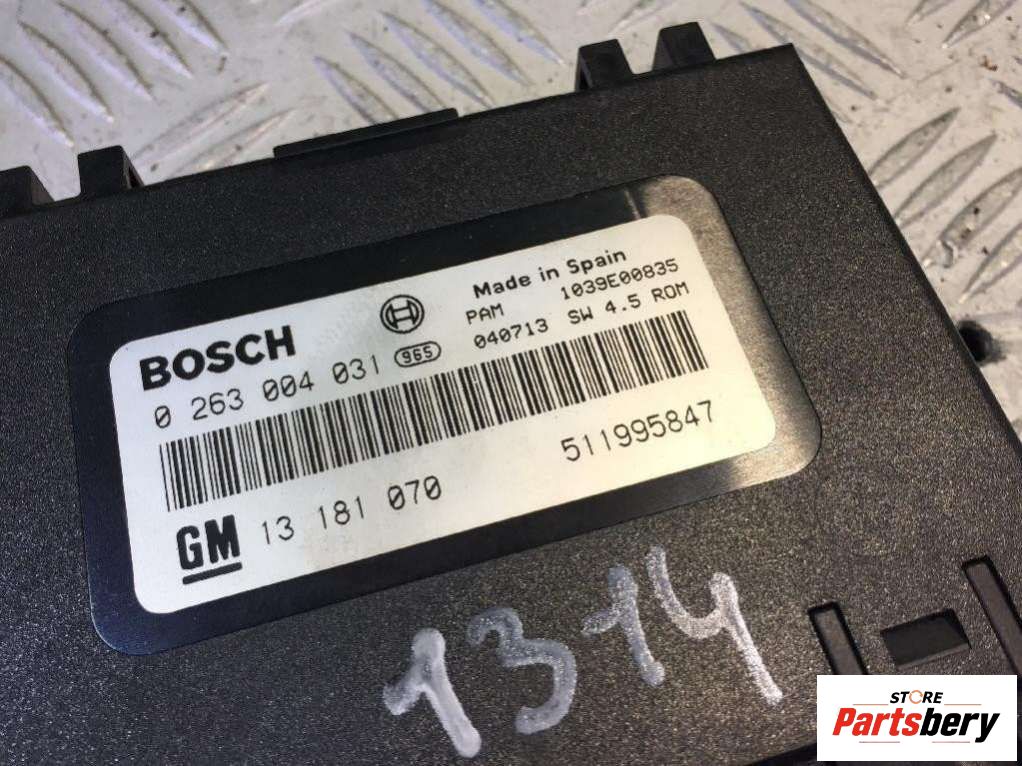 Made in Spain
BOSCH
PAM 1039E00835
0 263 004 031 965
040713 SW 4.5 ROM
511995847
GM 13 181 070
1314
STORE
Partsbery